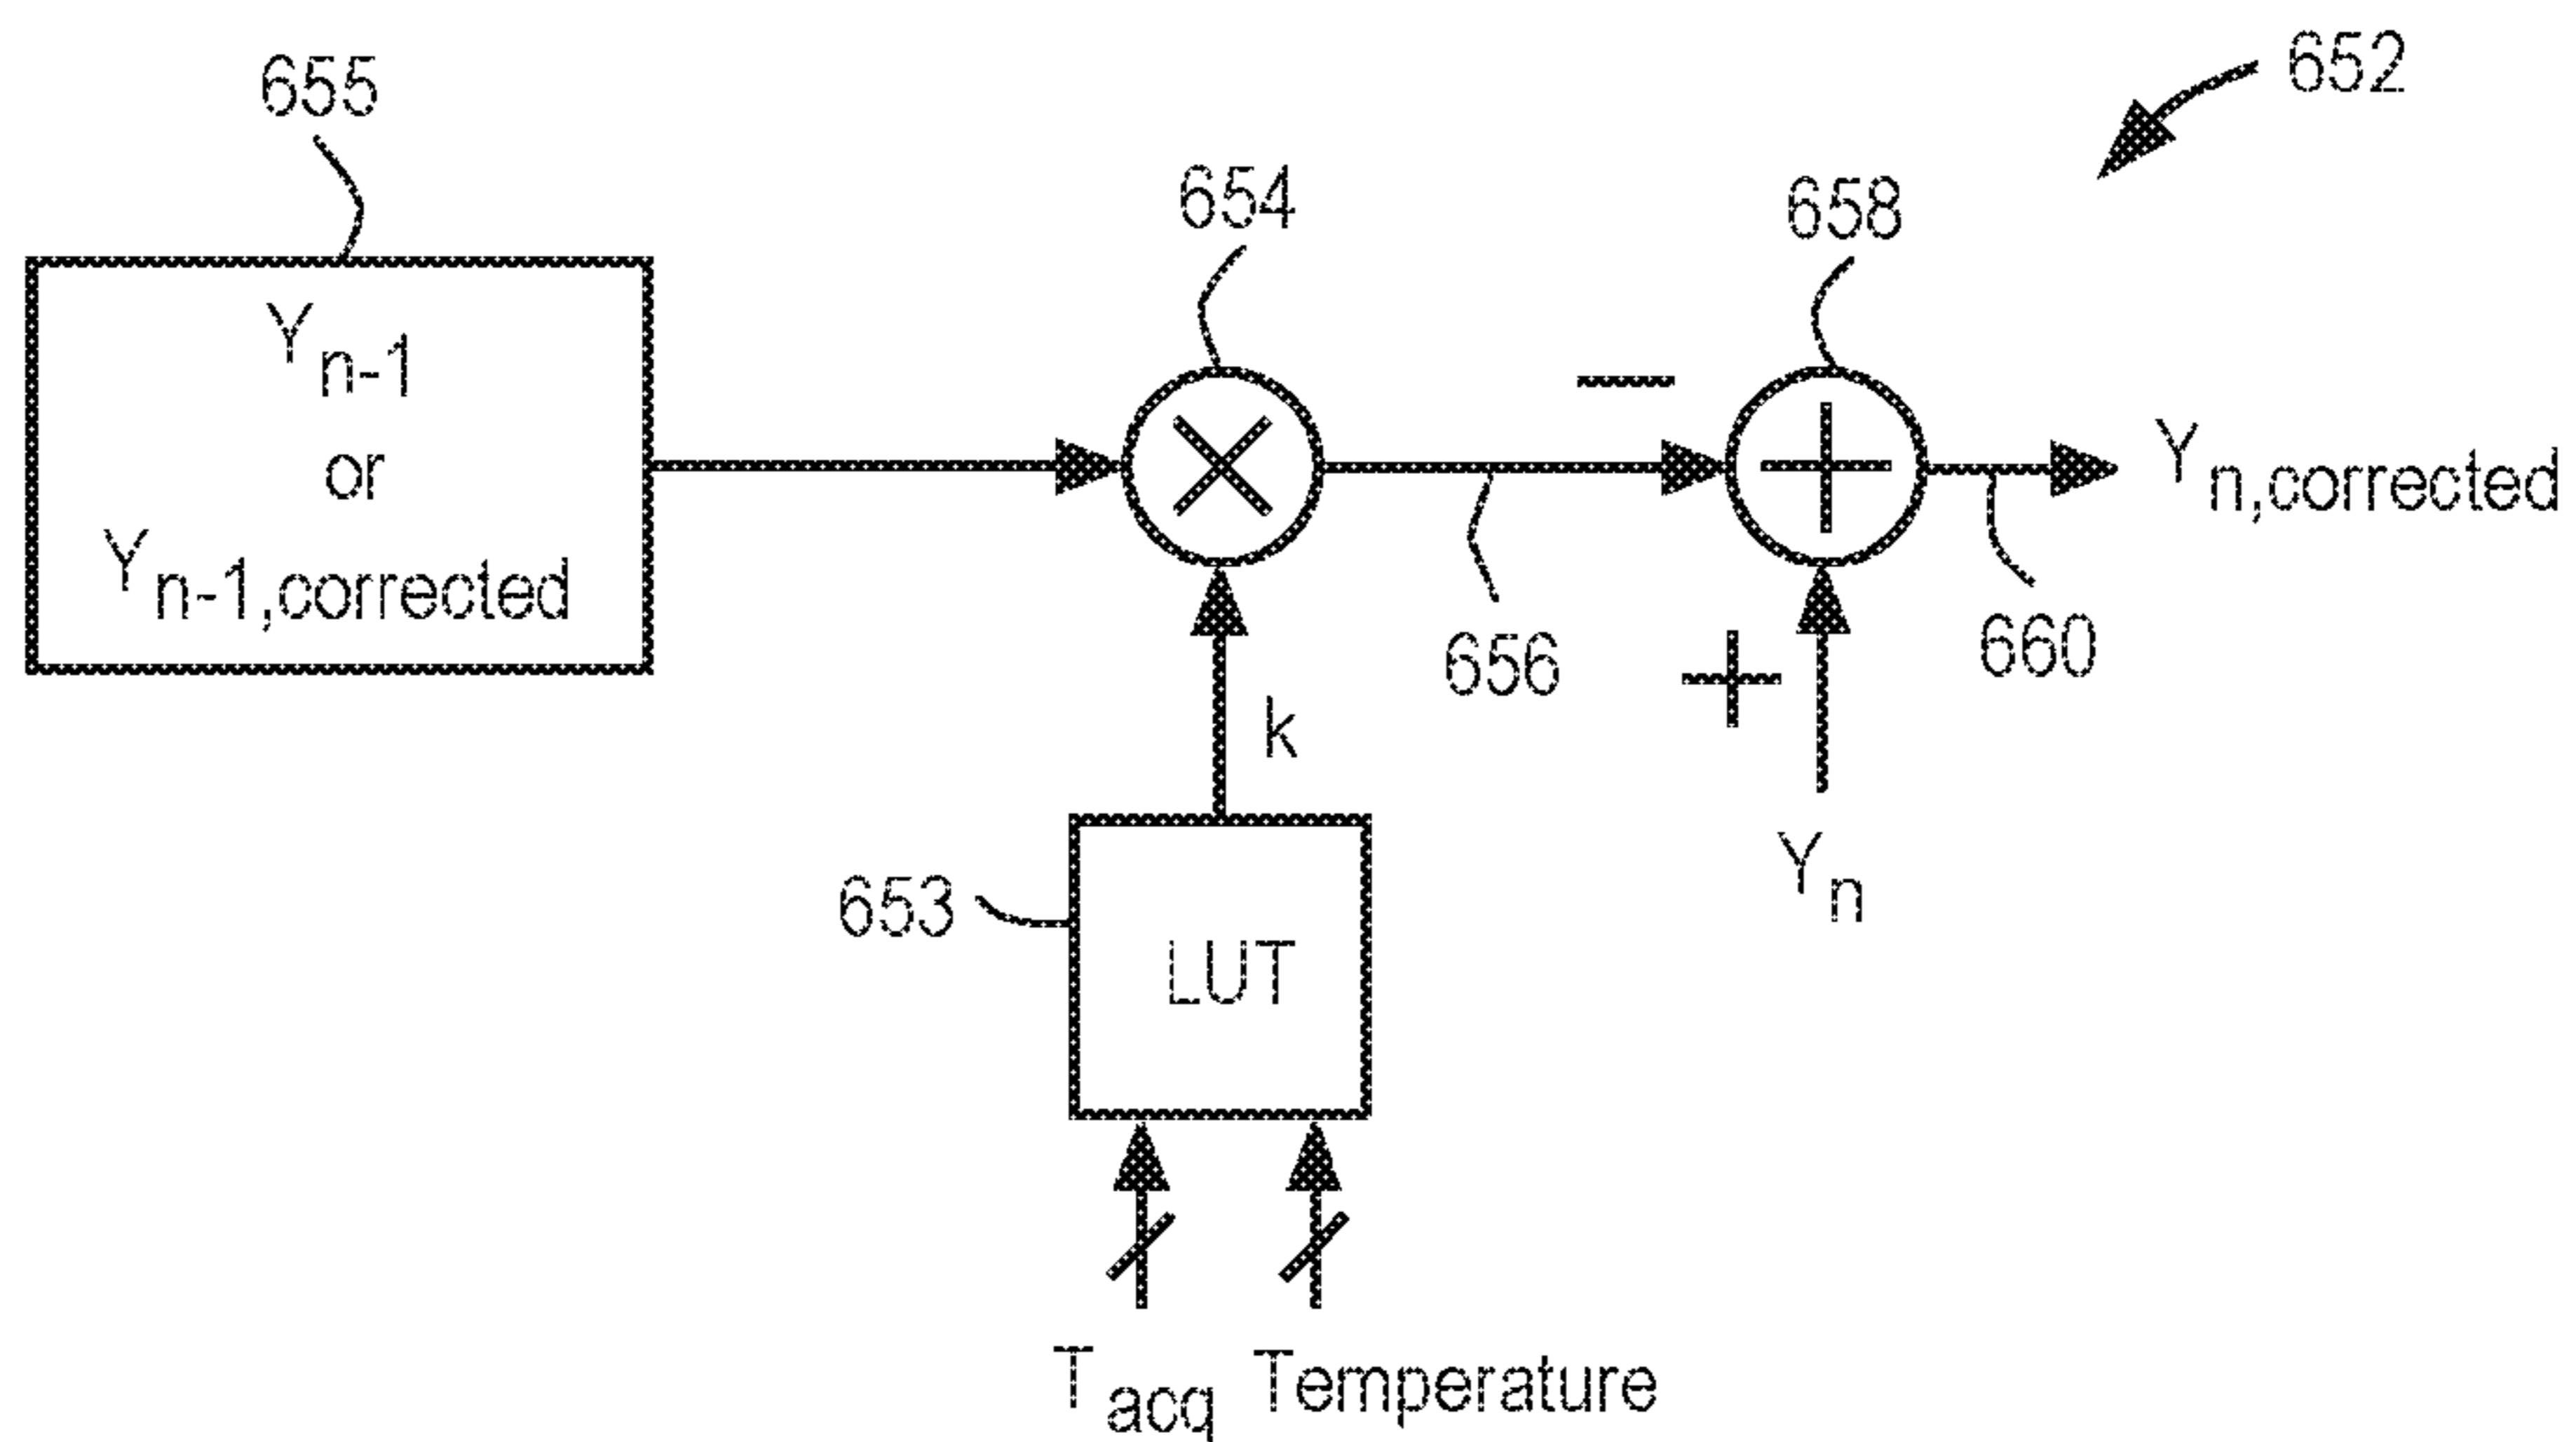 652
655
654
658
Yn-1
or
Yn-1,corrected
—
Yn,corrected
656
+
660
k
Yn
653
LUT
Tacq Temperature